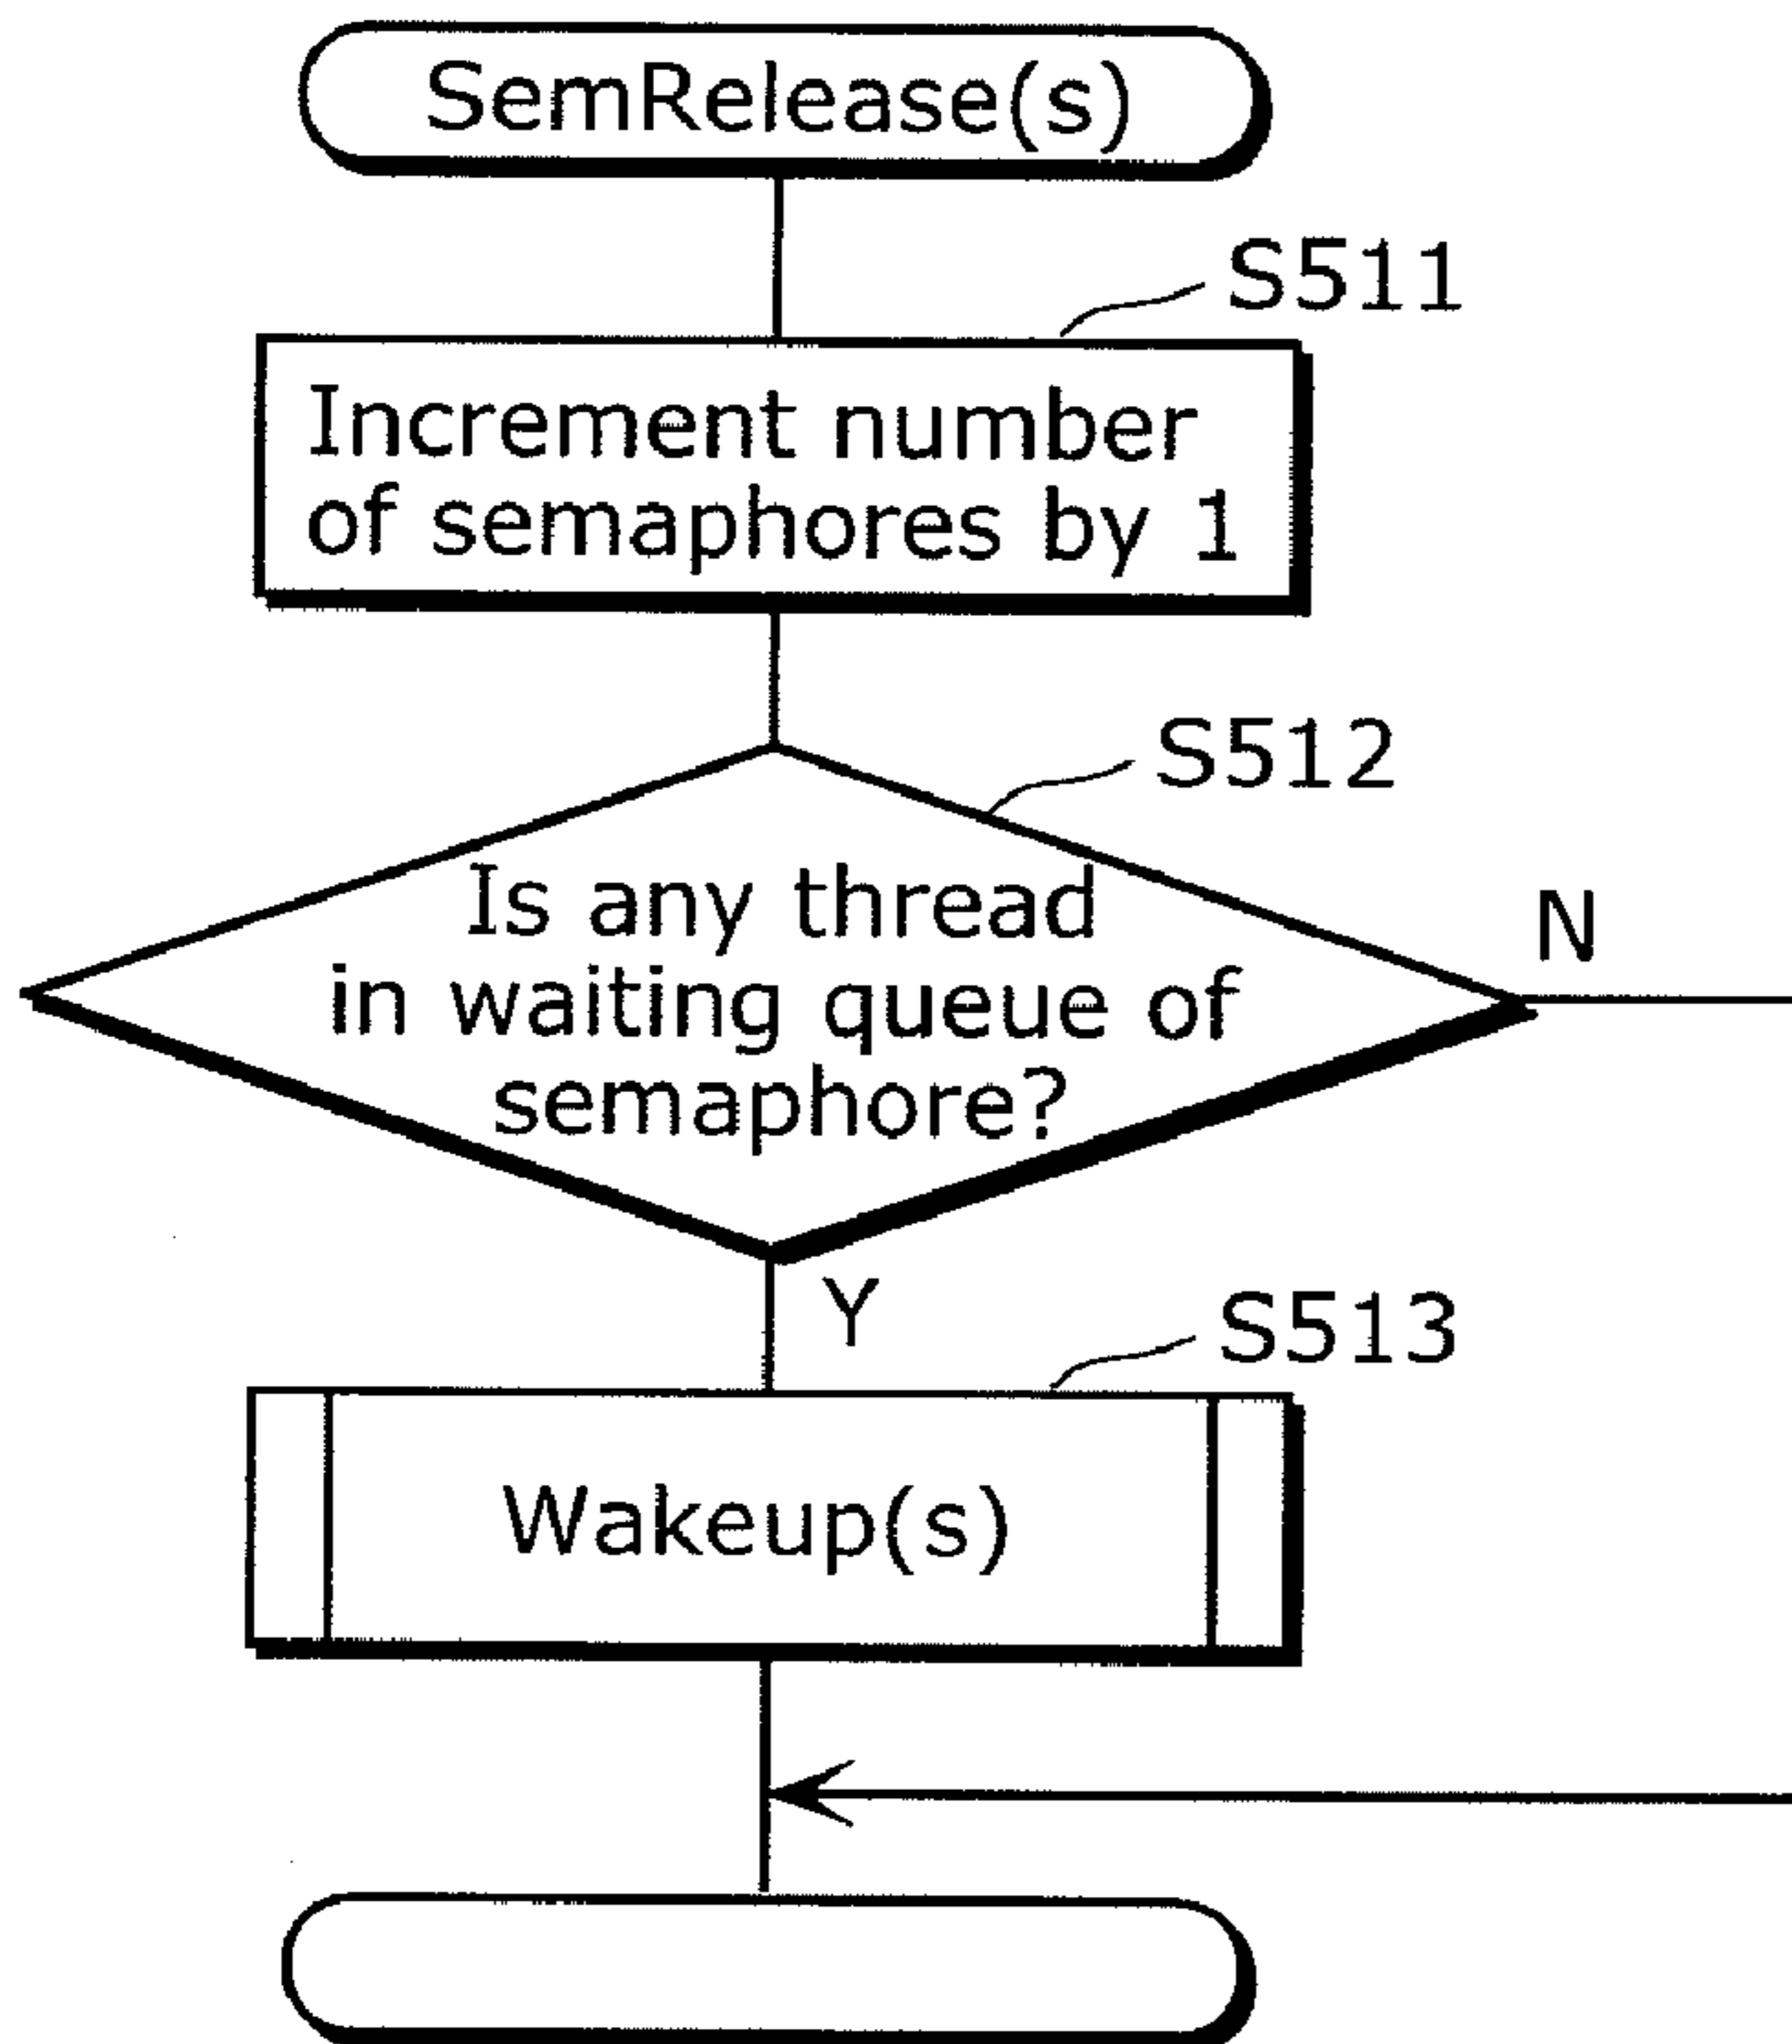 SemRelease(s)
S511
Increment number
of semaphores by 1
S512
Is any thread
in waiting queue of
semaphore?
N
Y
S513
Wakeup(s)